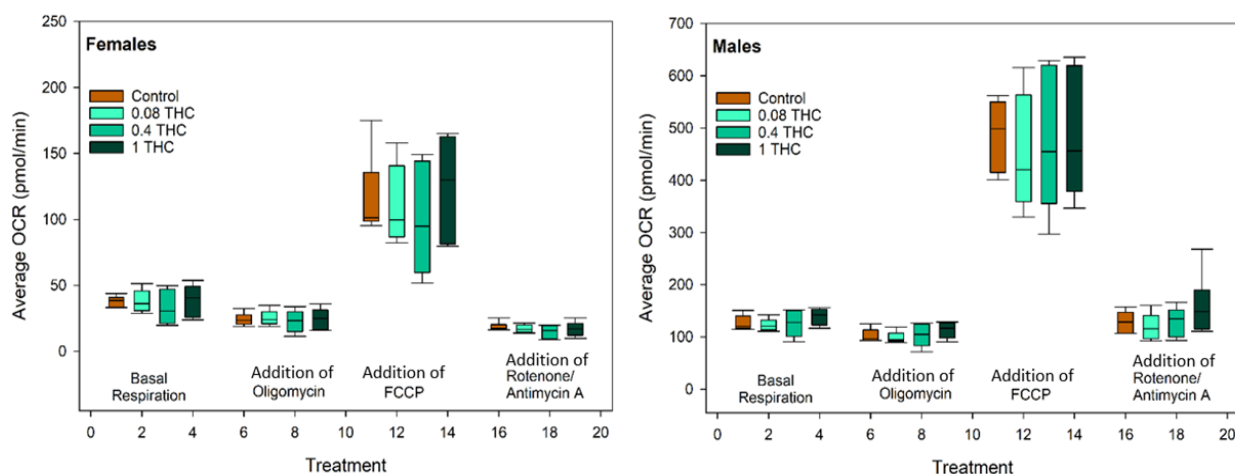 Females
Control
0.08 THC
0.4 THC
1 THC
Average OCR (pmol/min)
250
200
150
100
50
0
Basal
Respiration
Addition of
Oligomycin
Addition of
FCCP
Addition of
Rotenone/
Antimycin A
0 2 4 6 8 10 12 14 16 18 20
Treatment
Males
Control
0.08 THC
0.4 THC
1 THC
Average OCR (pmol/min)
700
600
500
400
300
200
100
0
Basal
Respiration
Addition of
Oligomycin
Addition of
FCCP
Addition of
Rotenone/
Antimycin A
0 2 4 6 8 10 12 14 16 18 20
Treatment